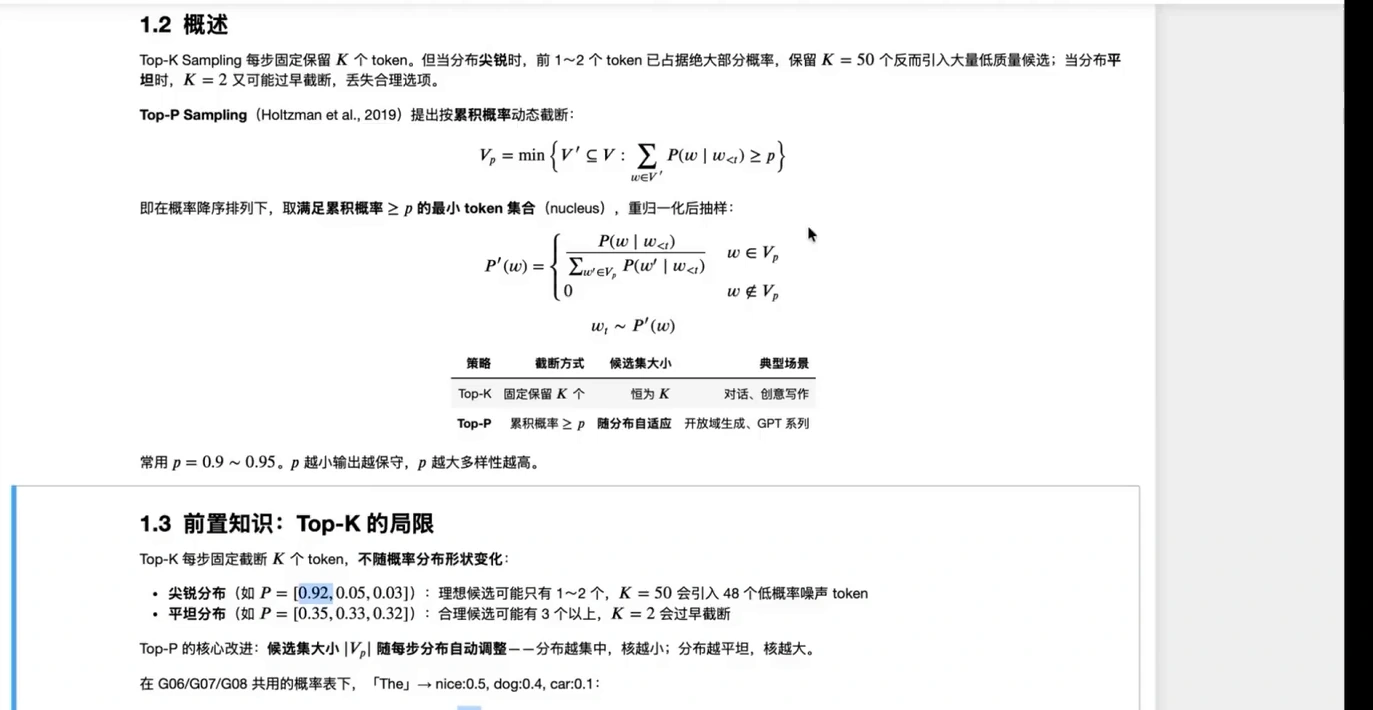 1.2 概述
Top-K Sampling 每步固定保留 K 个 token。但当分布尖锐时，前 1～2 个 token 已占据绝大部分概率，保留 K = 50 个反而引入大量低质量候选；当分布平
坦时，K = 2 又可能过早截断，丢失合理选项。
Top-P Sampling（Holtzman et al., 2019）提出按累积概率动态截断：
V_p = min { V′ ⊆ V : ∑_{w∈V′} P(w | w_{<t}) ≥ p }
即在概率降序排列下，取满足累积概率 ≥ p 的最小 token 集合（nucleus），重归一化后抽样：
P′(w) = { P(w | w_{<t}) / ∑_{w′∈V_p} P(w′ | w_{<t})  w ∈ V_p
0  w ∉ V_p
w_t ∼ P′(w)
策略 截断方式 候选集大小 典型场景
Top-K 固定保留 K 个 恒为 K 对话、创意写作
Top-P 累积概率 ≥ p 随分布自适应 开放域生成、GPT 系列
常用 p = 0.9 ∼ 0.95。p 越小输出越保守，p 越大多样性越高。
1.3 前置知识：Top-K 的局限
Top-K 每步固定截断 K 个 token，不随概率分布形状变化：
• 尖锐分布（如 P = [0.92, 0.05, 0.03]）：理想候选可能只有 1～2 个，K = 50 会引入 48 个低概率噪声 token
• 平坦分布（如 P = [0.35, 0.33, 0.32]）：合理候选可能有 3 个以上，K = 2 会过早截断
Top-P 的核心改进：候选集大小 |V_p| 随每步分布自动调整——分布越集中，核越小；分布越平坦，核越大。
在 G06/G07/G08 共用的概率表下，「The」→ nice:0.5, dog:0.4, car:0.1：